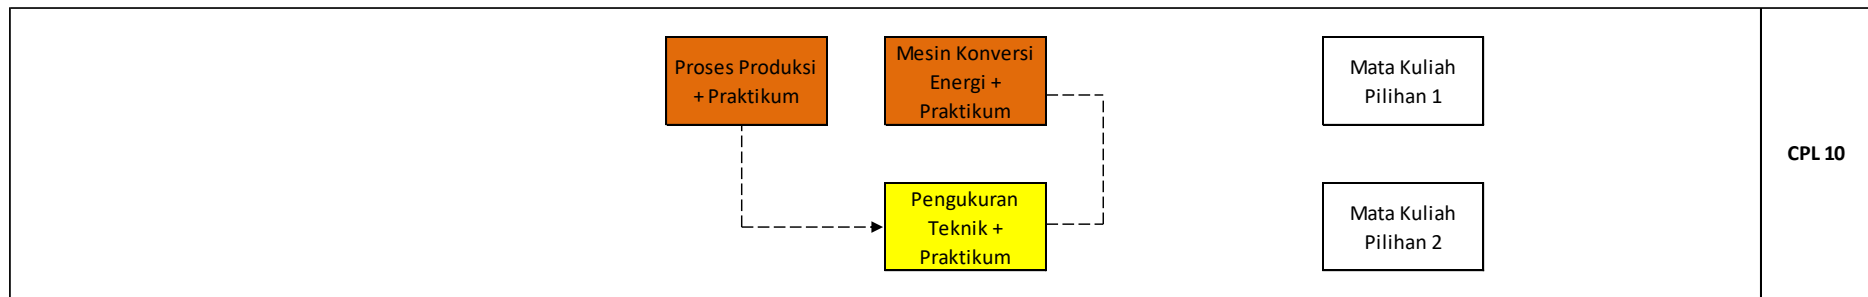 Proses Produksi
+ Praktikum
Mesin Konversi
Energi +
Praktikum
Mata Kuliah
Pilihan 1
Pengukuran
Teknik +
Praktikum
Mata Kuliah
Pilihan 2
CPL 10